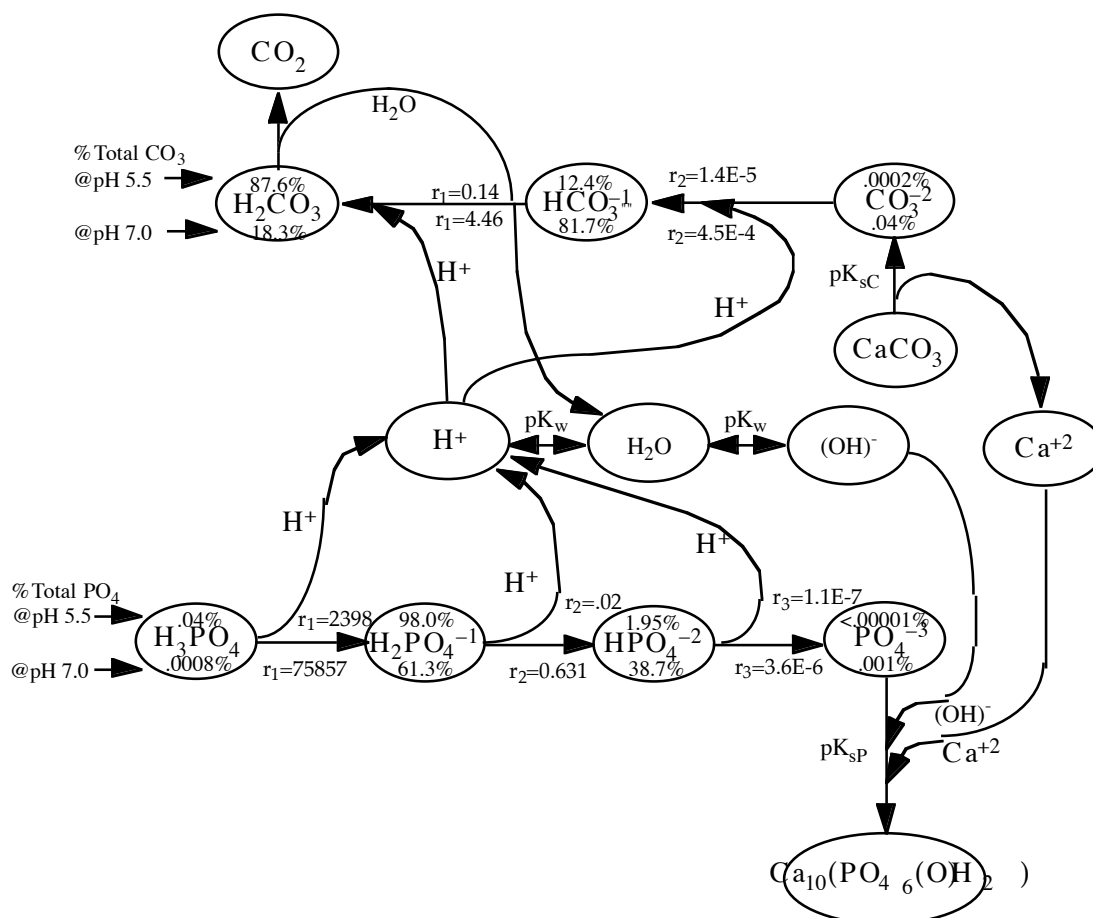 CO₂
H₂O
%Total CO₃
@pH 5.5
87.6%
H₂CO₃
18.3%
@pH 7.0
r₁=0.14
r₁=4.46
12.4%
HCO₃⁻¹
81.7%
r₂=1.4E-5
r₂=4.5E-4
.0002%
CO₃⁻²
.04%
H⁺
H⁺
pK_sC
CaCO₃
H⁺
pK_w
H₂O
pK_w
(OH)⁻
Ca⁺²
H⁺
H⁺
H⁺
%Total PO₄
@pH 5.5
.04%
H₃PO₄
.0008%
@pH 7.0
r₁=2398
r₁=75857
98.0%
H₂PO₄⁻¹
61.3%
r₂=.02
r₂=0.631
1.95%
HPO₄⁻²
38.7%
r₃=1.1E-7
r₃=3.6E-6
<.00001%
PO₄⁻³
.001%
(OH)⁻
pK_sP
Ca⁺²
Ca₁₀(PO₄ ₆(O)H ₂ )